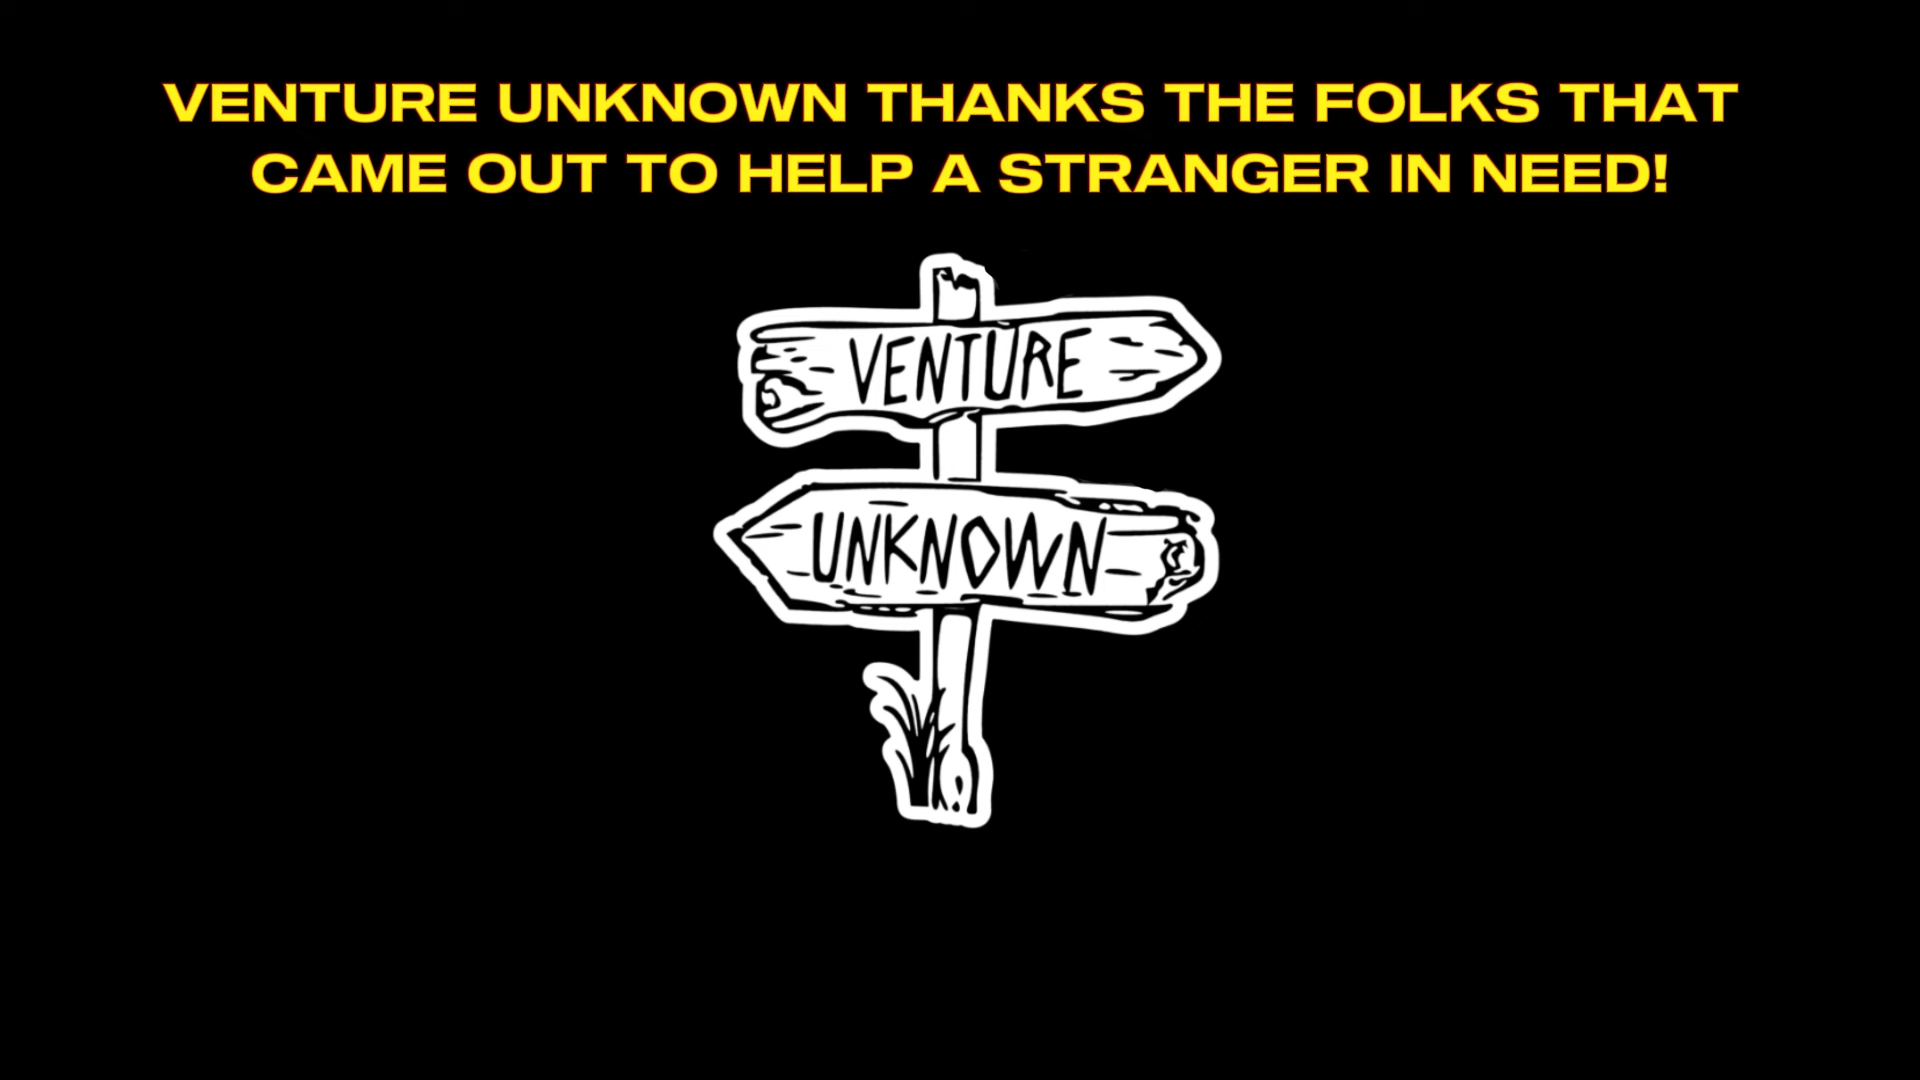 VENTURE UNKNOWN THANKS THE FOLKS THAT
CAME OUT TO HELP A STRANGER IN NEED!
VENTURE
UNKNOWN